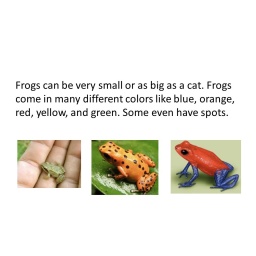 Frogs can be very small or as big as a cat. Frogs
come in many different colors like blue, orange,
red, yellow, and green. Some even have spots.